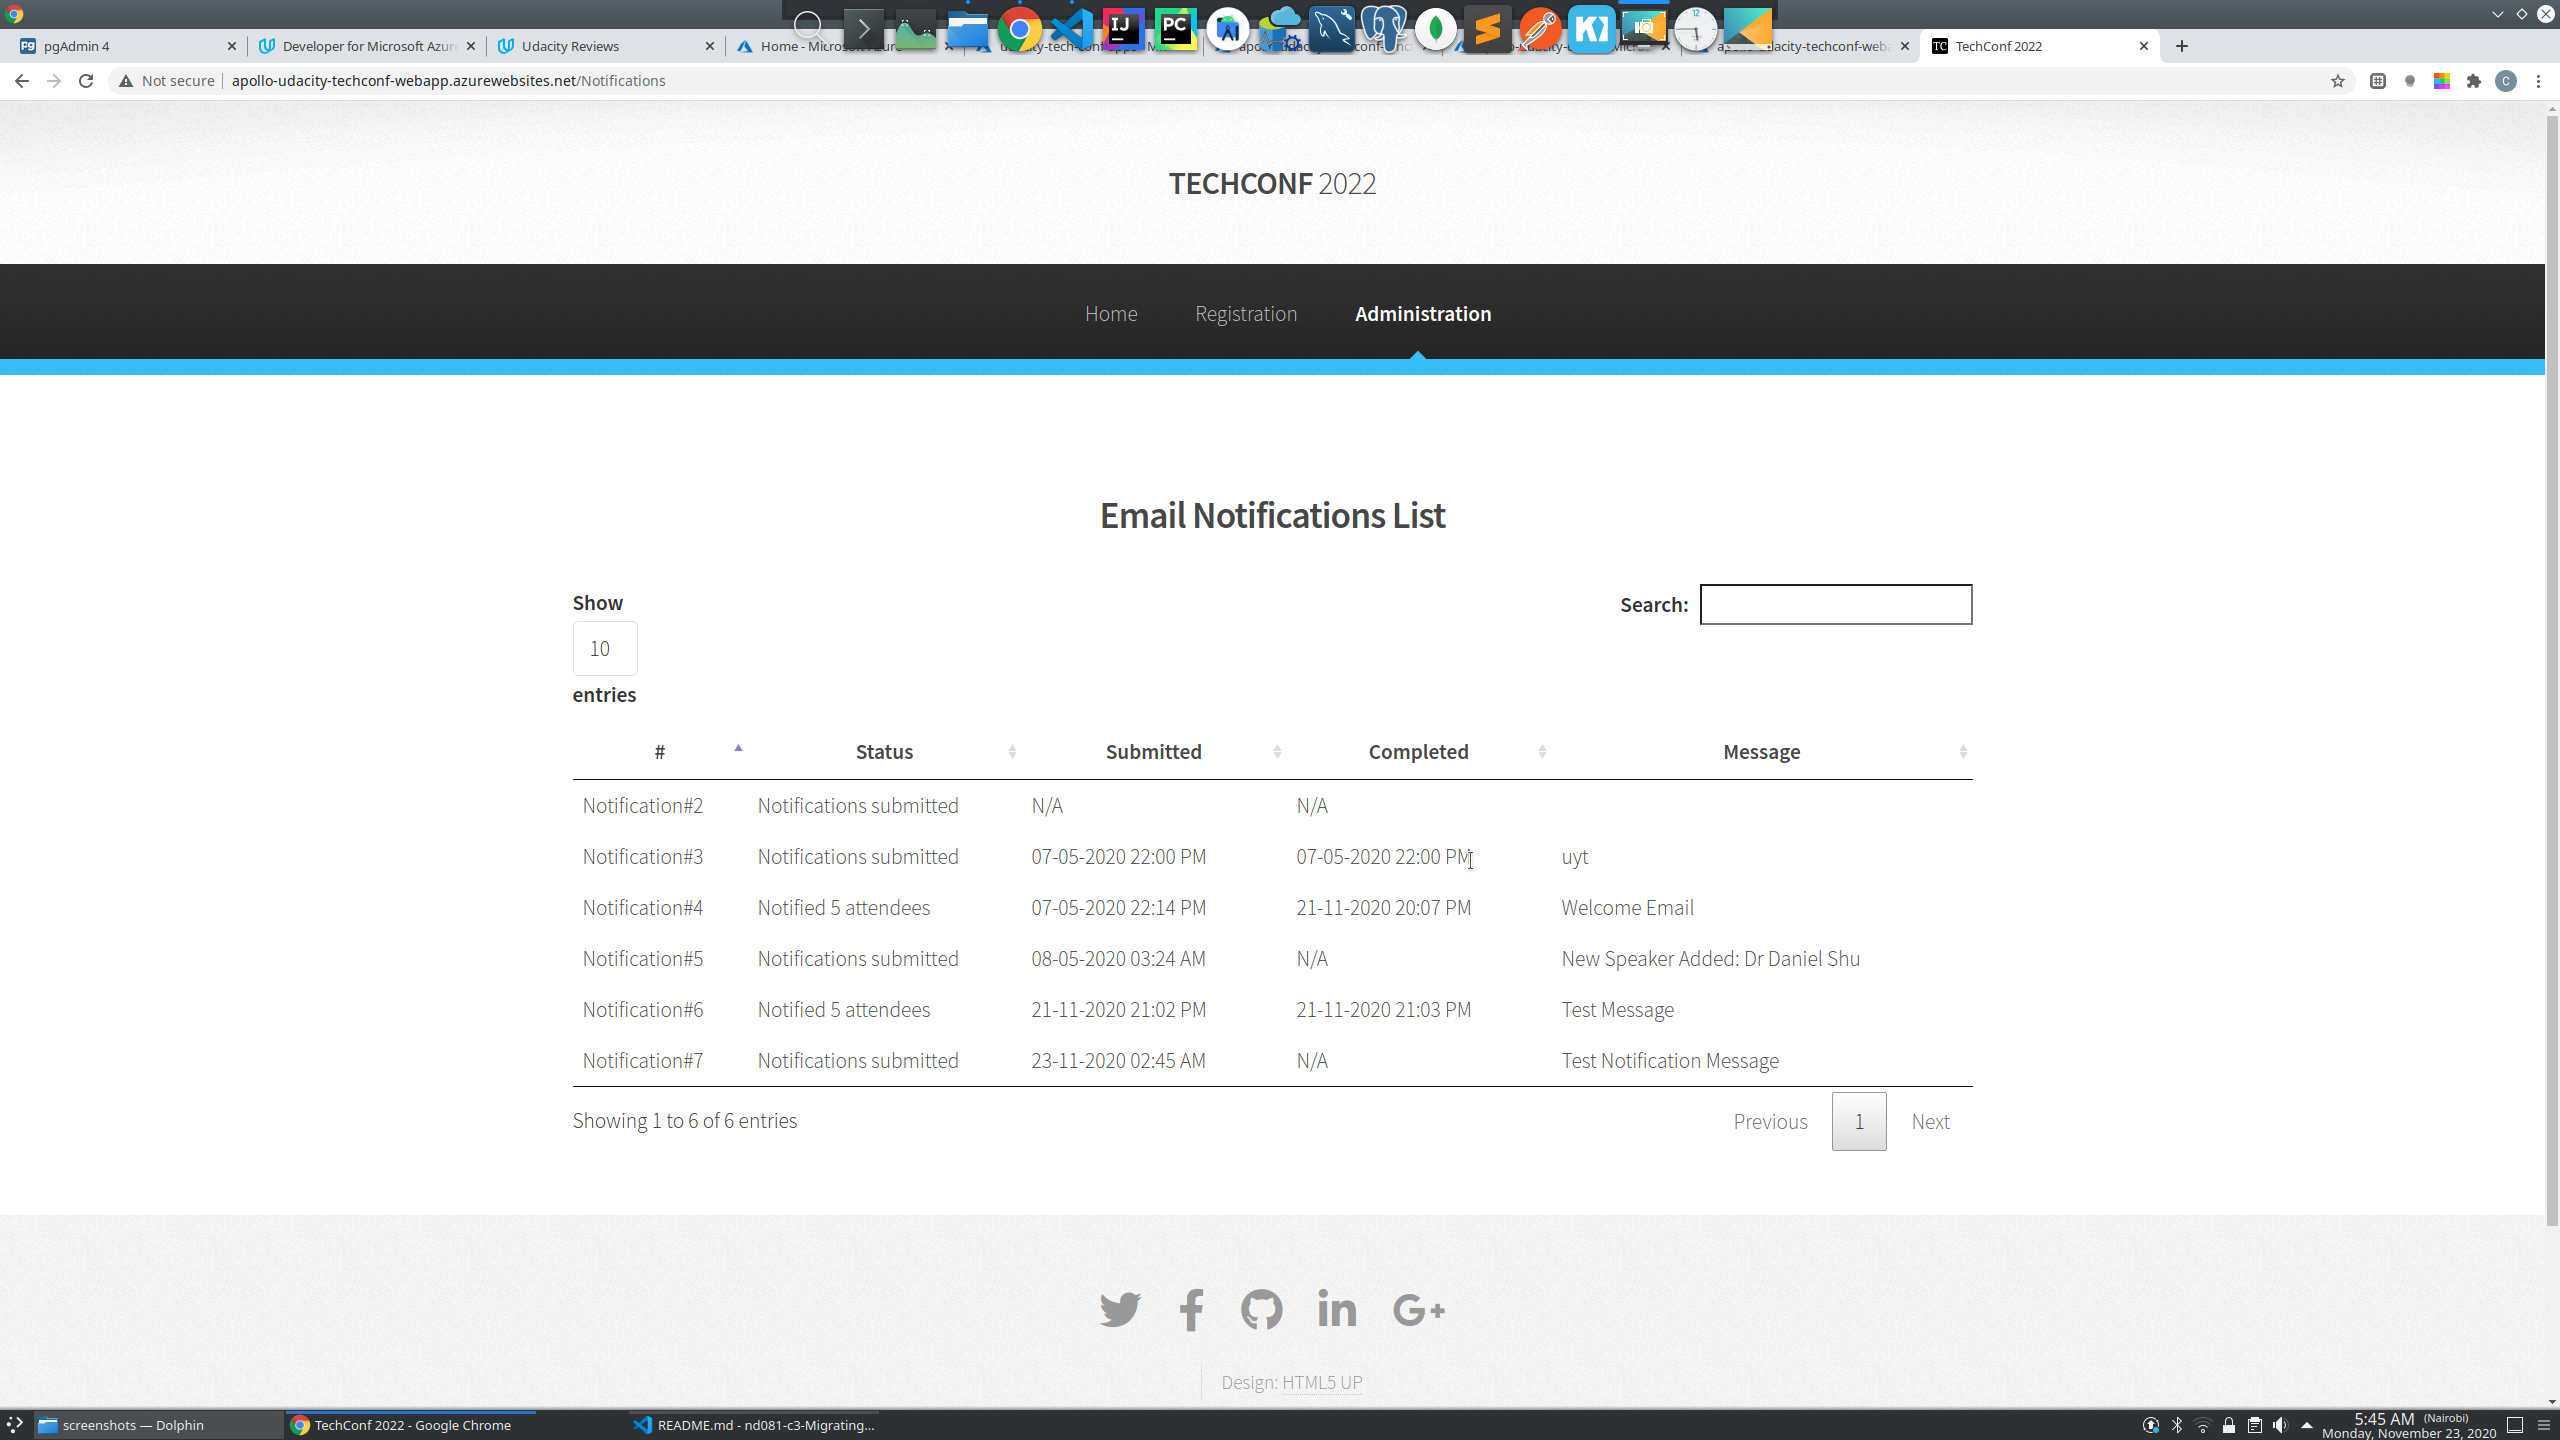 pgAdmin 4
Developer for Microsoft Azur
Udacity Reviews
Home - Microsoft Azure
TC TechConf 2022
Not secure apollo-udacity-techconf-webapp.azurewebsites.net/Notifications
TECHCONF 2022
Home Registration Administration
Email Notifications List
Show
10
entries
Search:
# Status Submitted Completed Message
Notification#2 Notifications submitted N/A N/A
Notification#3 Notifications submitted 07-05-2020 22:00 PM 07-05-2020 22:00 PM uyt
Notification#4 Notified 5 attendees 07-05-2020 22:14 PM 21-11-2020 20:07 PM Welcome Email
Notification#5 Notifications submitted 08-05-2020 03:24 AM N/A New Speaker Added: Dr Daniel Shu
Notification#6 Notified 5 attendees 21-11-2020 21:02 PM 21-11-2020 21:03 PM Test Message
Notification#7 Notifications submitted 23-11-2020 02:45 AM N/A Test Notification Message
Showing 1 to 6 of 6 entries
Previous 1 Next
Design: HTML5 UP
screenshots — Dolphin
TechConf 2022 - Google Chrome
README.md - nd081-c3-Migrating...
5:45 AM (Nairobi)
Monday, November 23, 2020